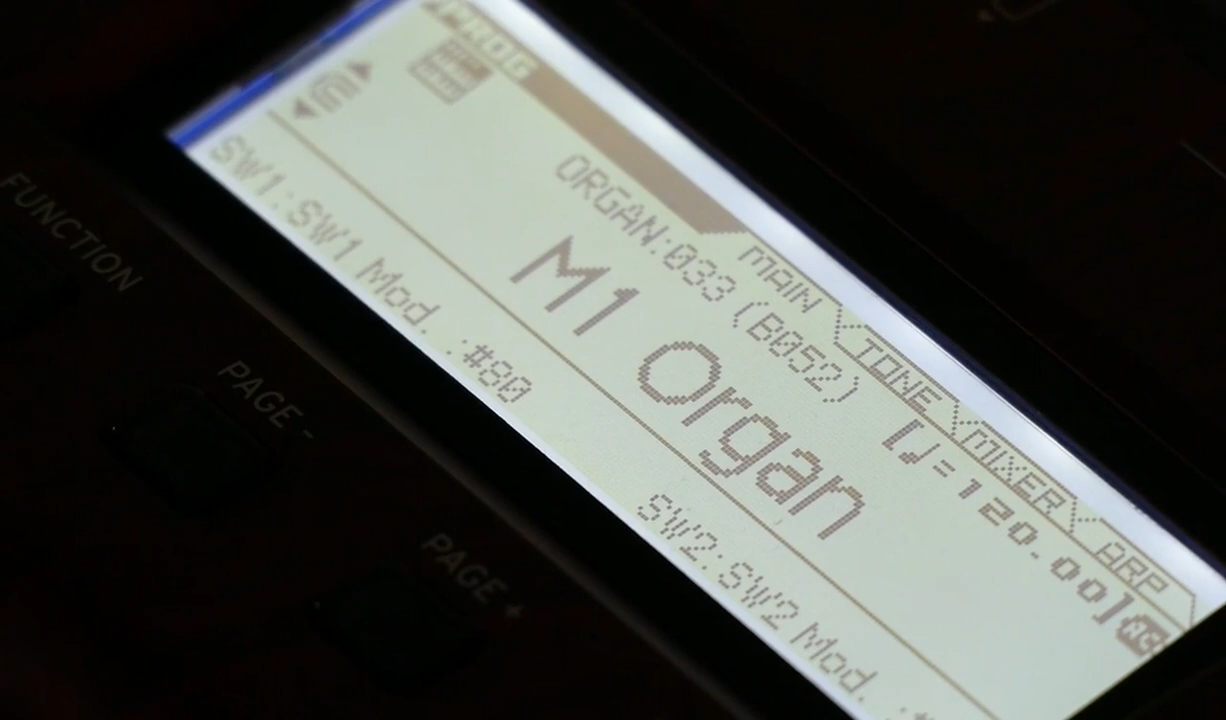 PROG
MAIN TONE MIXER ARP
ORGAN:033 (B052) [♩=120.00]
M1 Organ
SW1:SW1 Mod. :#80
SW2:SW2 Mod. :#
FUNCTION
PAGE -
PAGE +